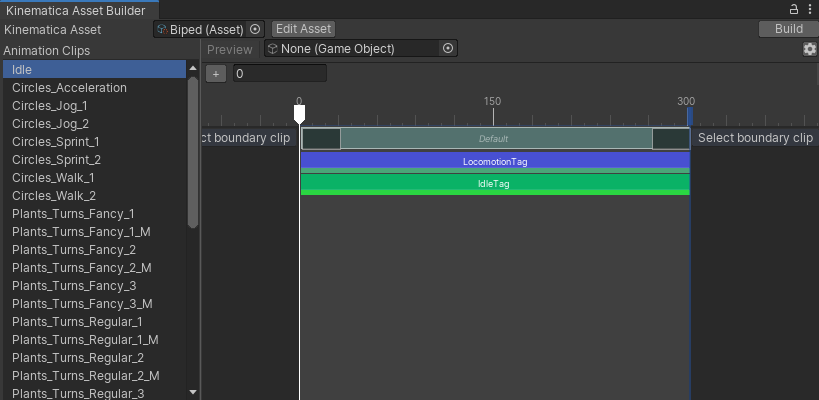 Kinematica Asset Builder
Kinematica Asset Biped (Asset) Edit Asset Build
Animation Clips Preview None (Game Object)
+ 0
Idle
Circles_Acceleration
Circles_Jog_1
Circles_Jog_2
Circles_Sprint_1
Circles_Sprint_2
Circles_Walk_1
Circles_Walk_2
Plants_Turns_Fancy_1
Plants_Turns_Fancy_1_M
Plants_Turns_Fancy_2
Plants_Turns_Fancy_2_M
Plants_Turns_Fancy_3
Plants_Turns_Fancy_3_M
Plants_Turns_Regular_1
Plants_Turns_Regular_1_M
Plants_Turns_Regular_2
Plants_Turns_Regular_2_M
Plants_Turns_Regular_3
0 150 300
ct boundary clip Default Select boundary clip
LocomotionTag
IdleTag